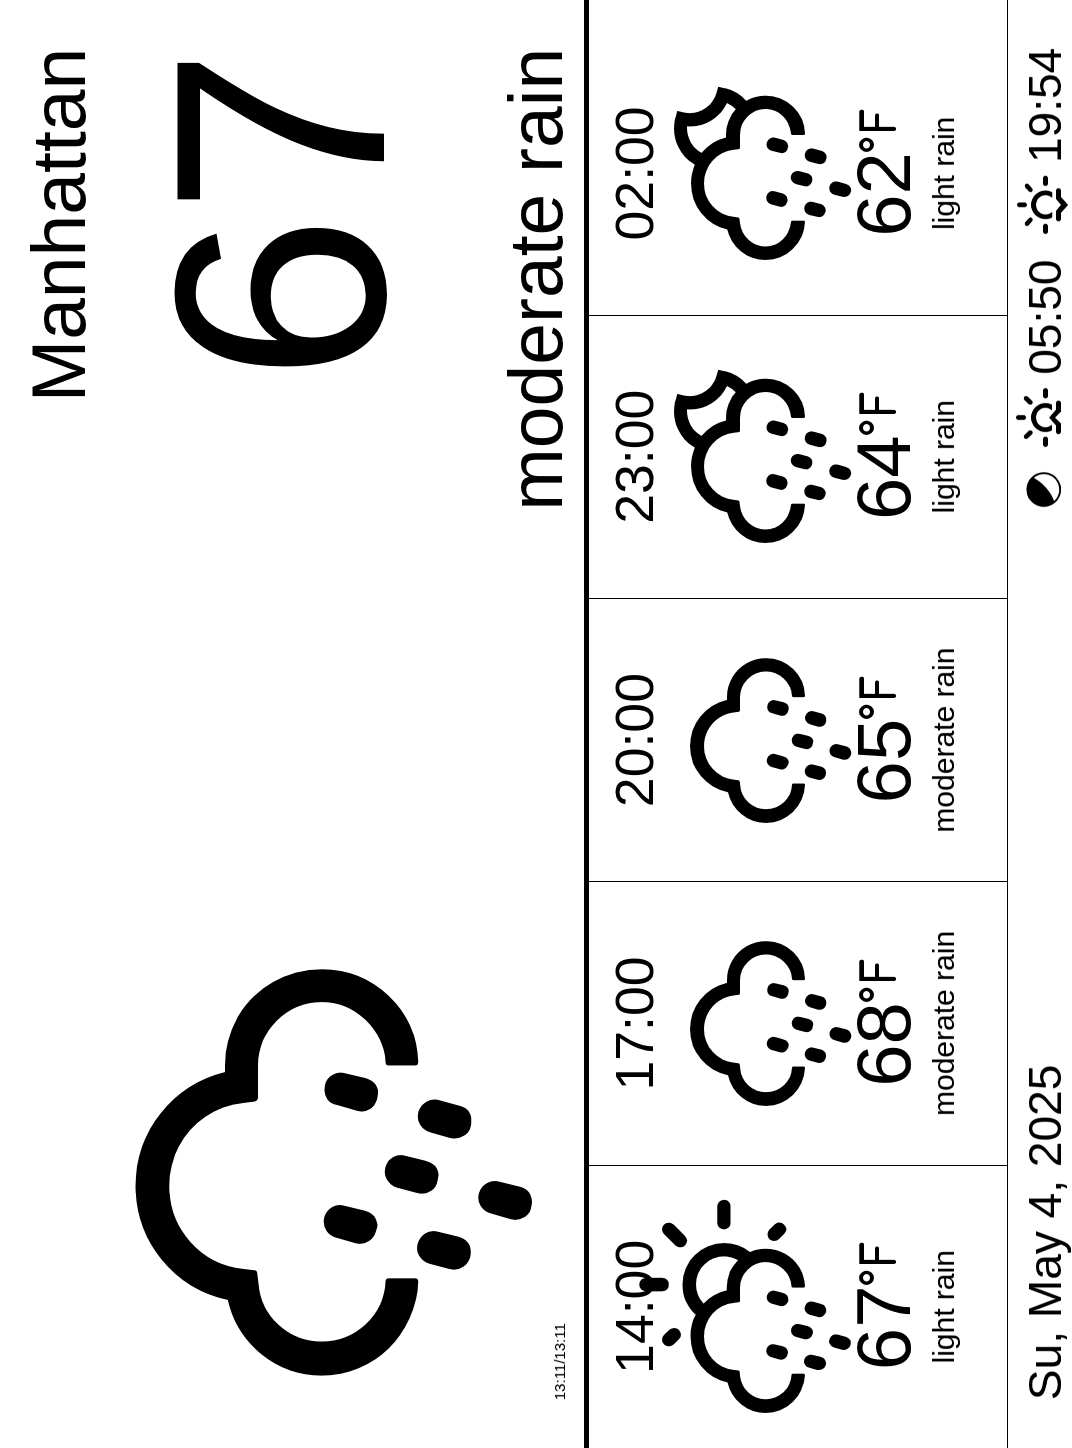 Manhattan
67
moderate rain
13:11/13:11
14:00
67°F
light rain
17:00
68°F
moderate rain
20:00
65°F
moderate rain
23:00
64°F
light rain
02:00
62°F
light rain
Su, May 4, 2025
05:50
19:54